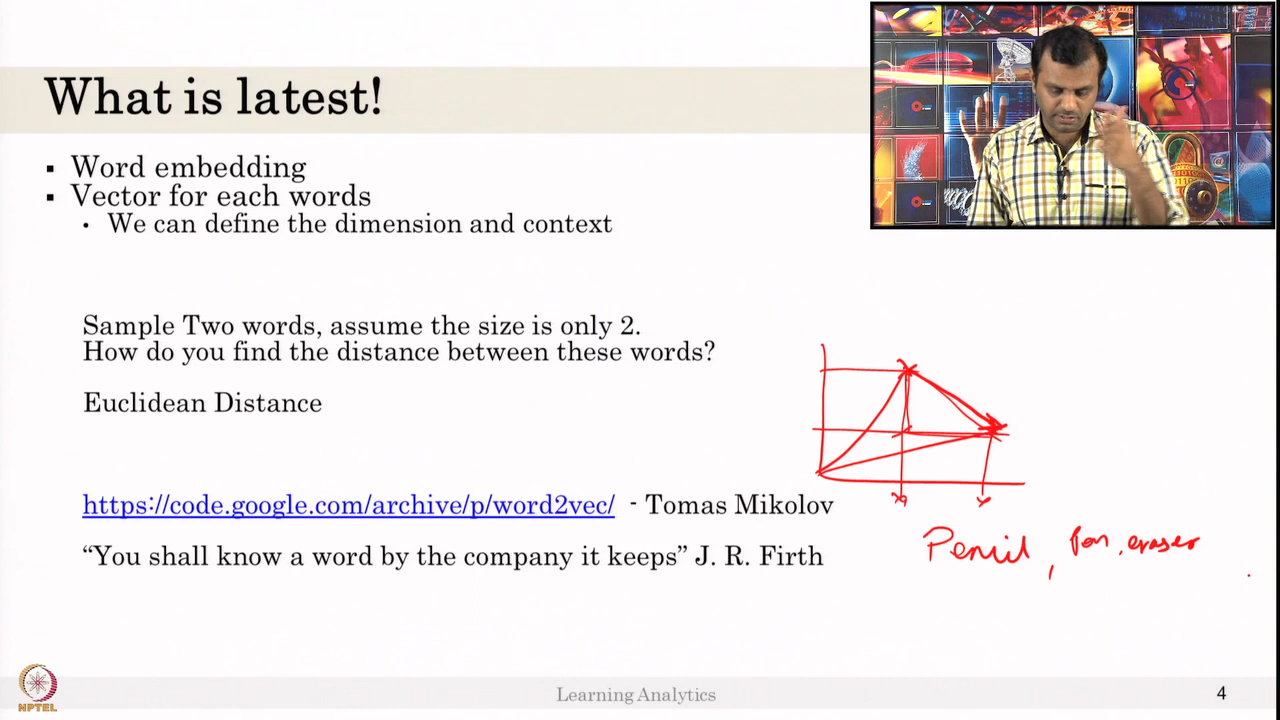 What is latest!
▪ Word embedding
▪ Vector for each words
• We can define the dimension and context
Sample Two words, assume the size is only 2.
How do you find the distance between these words?
Euclidean Distance
https://code.google.com/archive/p/word2vec/ - Tomas Mikolov
“You shall know a word by the company it keeps” J. R. Firth
Pencil, Pen, eraser
NPTEL
Learning Analytics
4